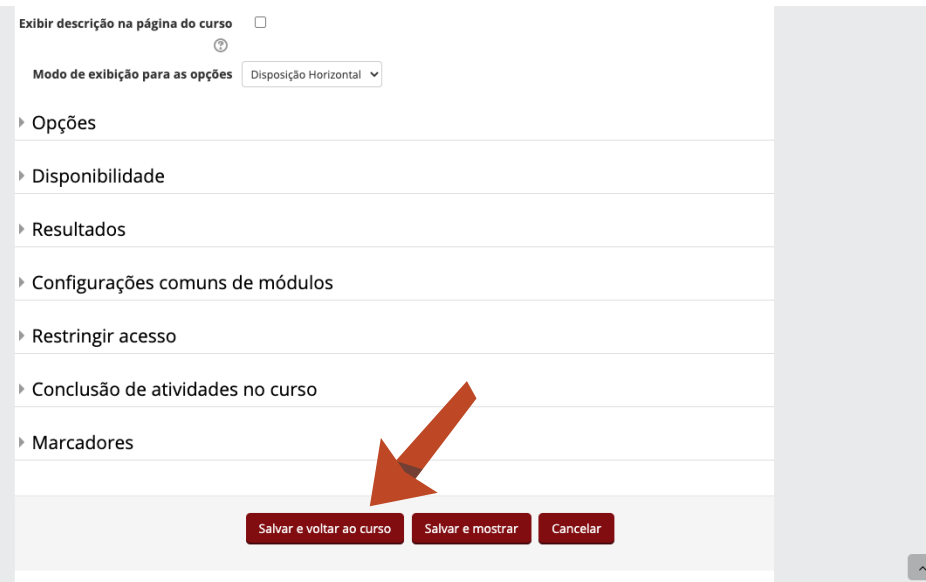 Exibir descrição na página do curso
Modo de exibição para as opções Disposição Horizontal
Opções
Disponibilidade
Resultados
Configurações comuns de módulos
Restringir acesso
Conclusão de atividades no curso
Marcadores
Salvar e voltar ao curso Salvar e mostrar Cancelar